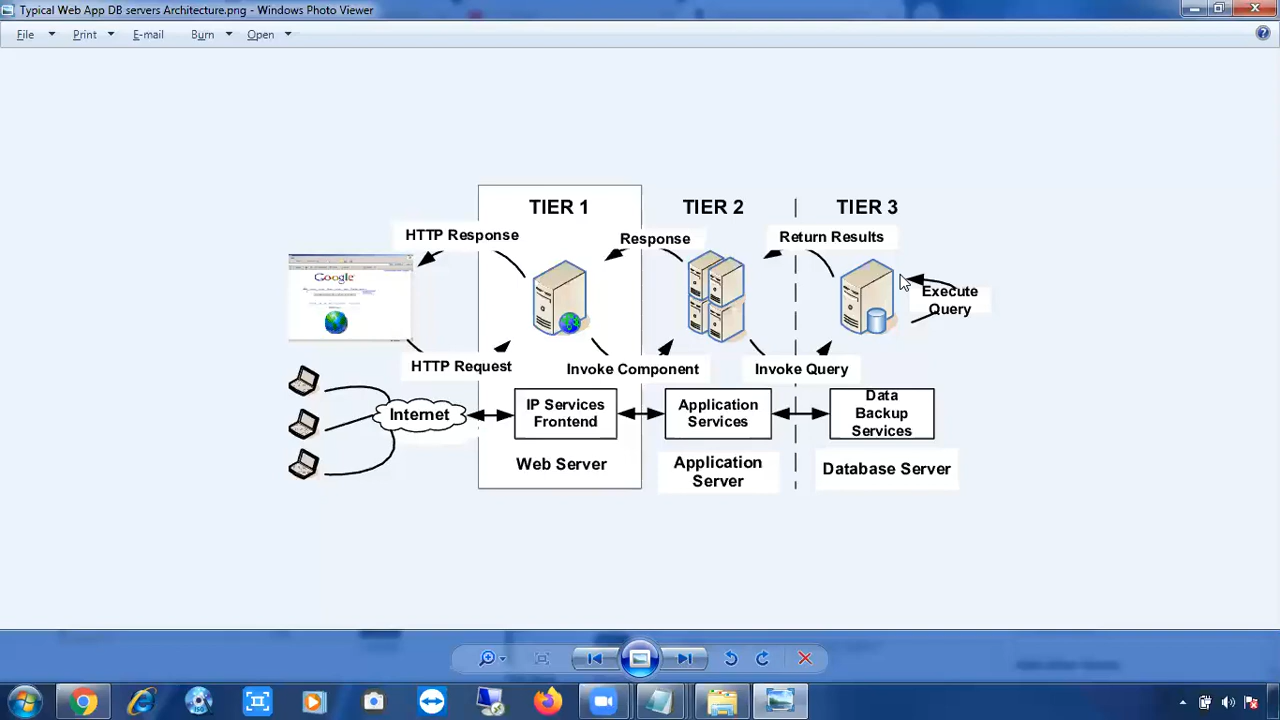 Typical Web App DB servers Architecture.png - Windows Photo Viewer
File Print E-mail Burn Open
TIER 1 TIER 2 TIER 3
HTTP Response Response Return Results
Google
Execute
Query
HTTP Request Invoke Component Invoke Query
Internet
IP Services
Frontend
Application
Services
Data
Backup
Services
Web Server
Application
Server
Database Server